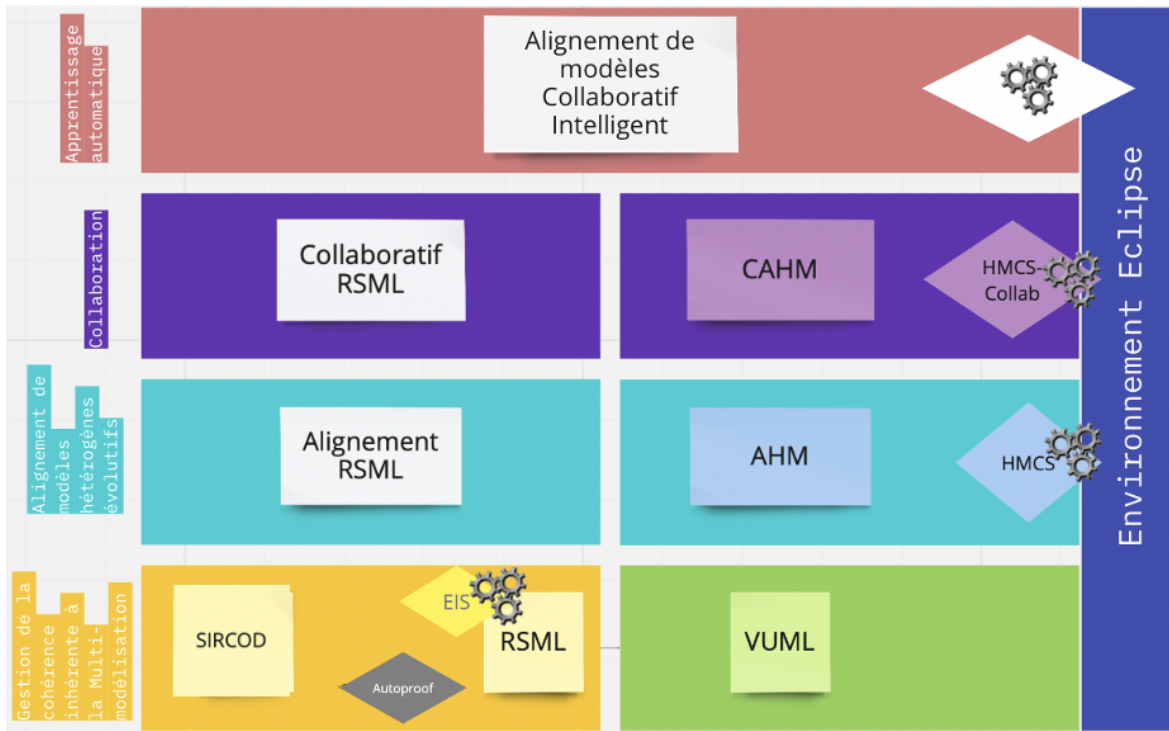 Apprentissage
automatique
Alignement de
modèles
Collaboratif
Intelligent
Collaboration
Collaboratif
RSML
CAHM
HMCS-
Collab
Alignement de
modèles
hétérogènes
évolutifs
Alignement
RSML
AHM
HMCS
Gestion de la
cohérence
inhérente à
la Multi-
modélisation
SIRCOD
EIS
RSML
Autoproof
VUML
Environnement Eclipse